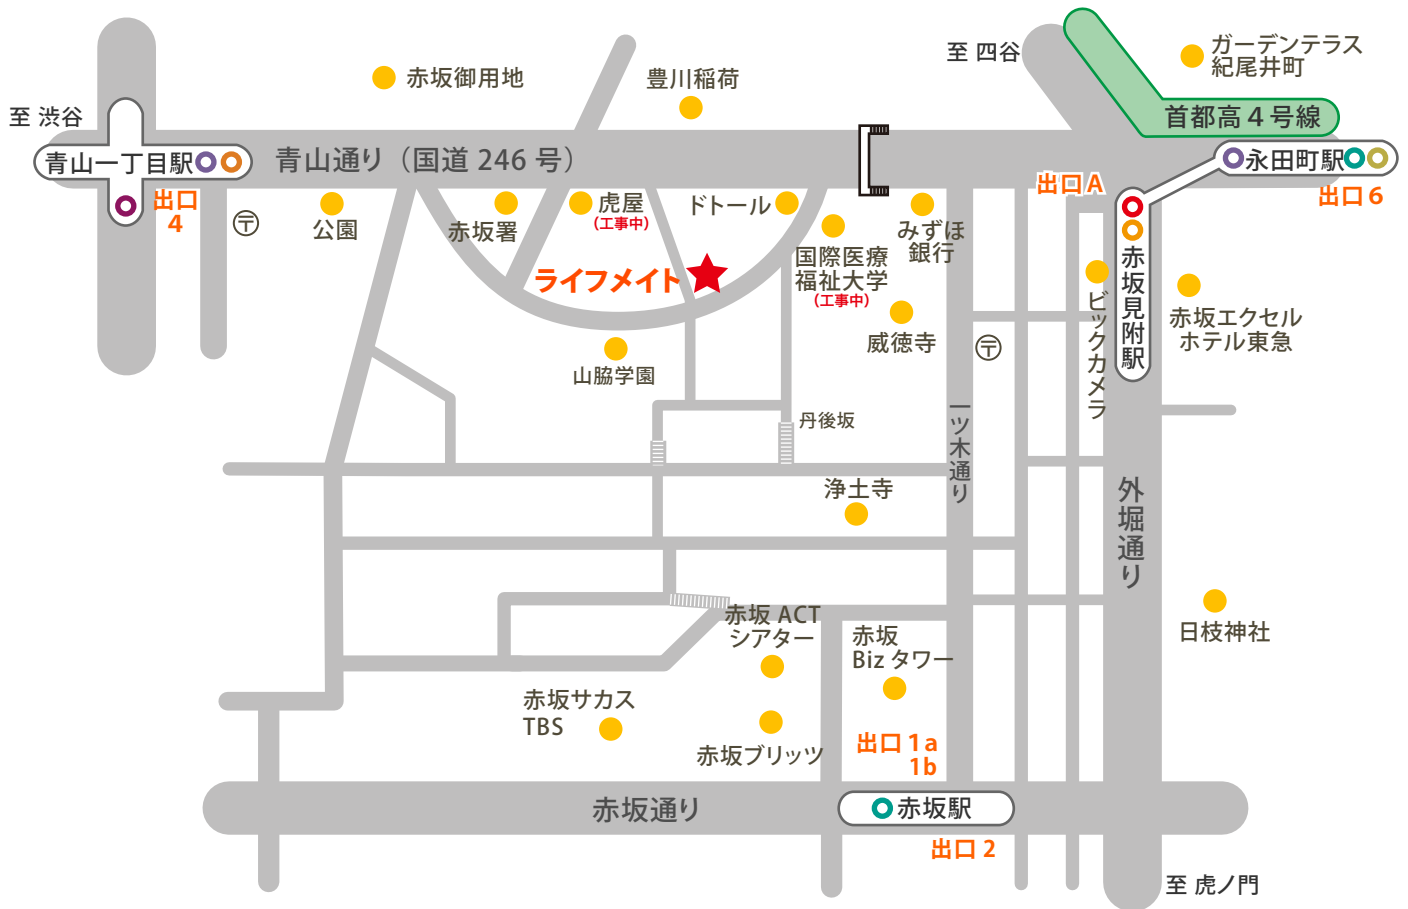 至 四谷
ガーデンテラス
紀尾井町
赤坂御用地
豊川稲荷
至 渋谷
首都高４号線
青山一丁目駅
青山通り（国道 246 号）
永田町駅
出口
4
出口 A
出口 6
公園
赤坂署
虎屋
（工事中）
ドトール
みずほ
銀行
国際医療
福祉大学
（工事中）
ライフメイト
赤坂見附駅
ビックカメラ
赤坂エクセル
ホテル東急
威徳寺
〒
〒
山脇学園
丹後坂
一ツ木通り
浄土寺
外堀通り
赤坂 ACT
シアター
赤坂
Biz タワー
日枝神社
赤坂サカス
TBS
赤坂ブリッツ
出口 1a
1b
赤坂通り
赤坂駅
出口 2
至 虎ノ門